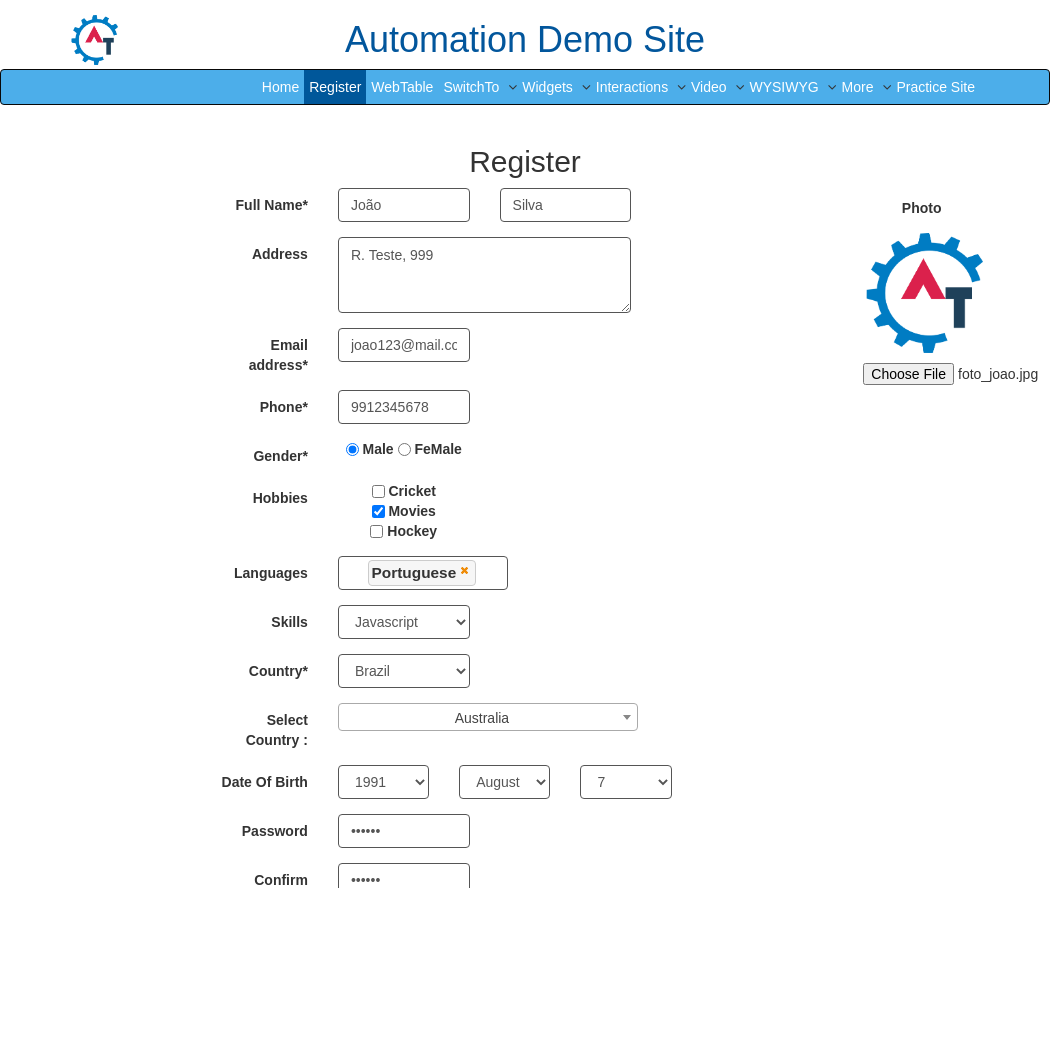 Automation Demo Site
Home Register WebTable SwitchTo Widgets Interactions Video WYSIWYG More Practice Site
Register
Full Name* João Silva
Photo
Address R. Teste, 999
AT
Email address* joao123@mail.co
Choose File foto_joao.jpg
Phone* 9912345678
Gender* Male FeMale
Hobbies Cricket
Movies
Hockey
Languages Portuguese
Skills Javascript
Country* Brazil
Select Country : Australia
Date Of Birth 1991 August 7
Password ••••••
Confirm ••••••